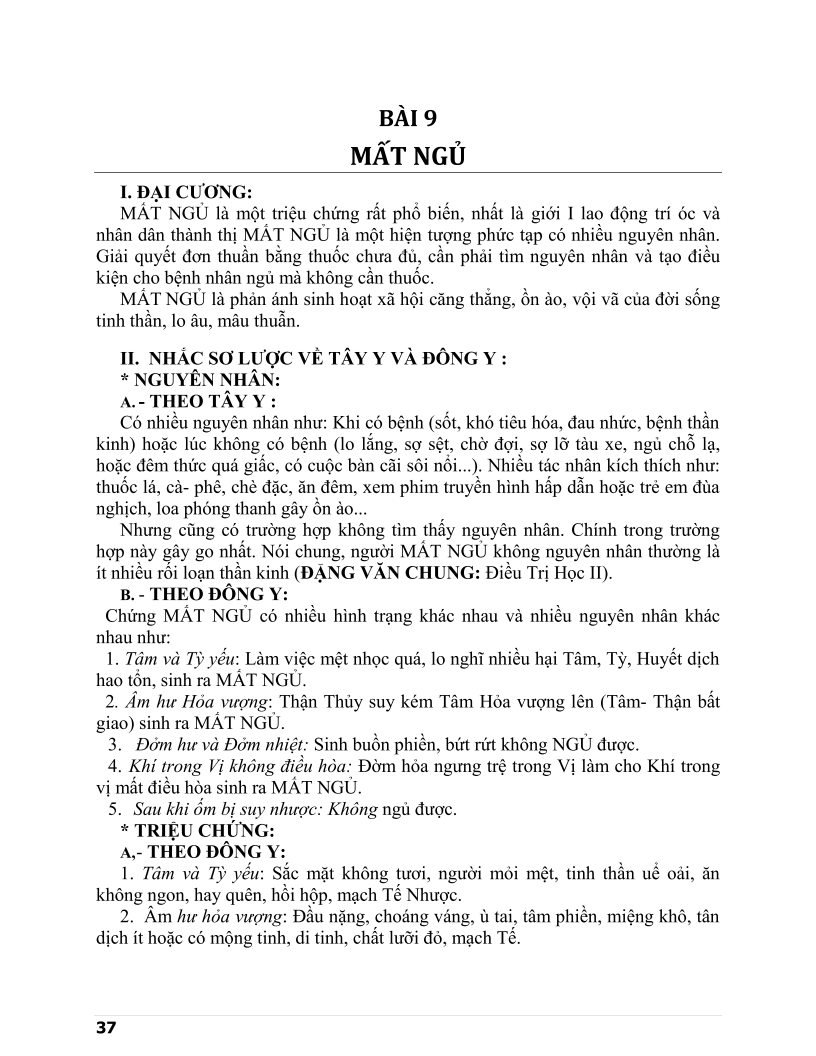 BÀI 9
MẤT NGỦ
I. ĐẠI CƯƠNG:
MẤT NGỦ là một triệu chứng rất phổ biến, nhất là giới I lao động trí óc và
nhân dân thành thị MẤT NGỦ là một hiện tượng phức tạp có nhiều nguyên nhân.
Giải quyết đơn thuần bằng thuốc chưa đủ, cần phải tìm nguyên nhân và tạo điều
kiện cho bệnh nhân ngủ mà không cần thuốc.
MẤT NGỦ là phản ánh sinh hoạt xã hội căng thẳng, ồn ào, vội vã của đời sống
tinh thần, lo âu, mâu thuẫn.
II. NHẮC SƠ LƯỢC VỀ TÂY Y VÀ ĐÔNG Y :
* NGUYÊN NHÂN:
A. - THEO TÂY Y :
Có nhiều nguyên nhân như: Khi có bệnh (sốt, khó tiêu hóa, đau nhức, bệnh thần
kinh) hoặc lúc không có bệnh (lo lắng, sợ sệt, chờ đợi, sợ lỡ tàu xe, ngủ chỗ lạ,
hoặc đêm thức quá giấc, có cuộc bàn cãi sôi nổi...). Nhiều tác nhân kích thích như:
thuốc lá, cà- phê, chè đặc, ăn đêm, xem phim truyền hình hấp dẫn hoặc trẻ em đùa
nghịch, loa phóng thanh gây ồn ào...
Nhưng cũng có trường hợp không tìm thấy nguyên nhân. Chính trong trường
hợp này gây go nhất. Nói chung, người MẤT NGỦ không nguyên nhân thường là
ít nhiều rối loạn thần kinh (ĐẶNG VĂN CHUNG: Điều Trị Học II).
B. - THEO ĐÔNG Y:
Chứng MẤT NGỦ có nhiều hình trạng khác nhau và nhiều nguyên nhân khác
nhau như:
1. Tâm và Tỳ yếu: Làm việc mệt nhọc quá, lo nghĩ nhiều hại Tâm, Tỳ, Huyết dịch
hao tổn, sinh ra MẤT NGỦ.
2. Âm hư Hỏa vượng: Thận Thủy suy kém Tâm Hỏa vượng lên (Tâm- Thận bất
giao) sinh ra MẤT NGỦ.
3. Đởm hư và Đởm nhiệt: Sinh buồn phiền, bứt rứt không NGỦ được.
4. Khí trong Vị không điều hòa: Đờm hỏa ngưng trệ trong Vị làm cho Khí trong
vị mất điều hòa sinh ra MẤT NGỦ.
5. Sau khi ốm bị suy nhược: Không ngủ được.
* TRIỆU CHỨNG:
A,- THEO ĐÔNG Y:
1. Tâm và Tỳ yếu: Sắc mặt không tươi, người mỏi mệt, tinh thần uể oải, ăn
không ngon, hay quên, hồi hộp, mạch Tế Nhược.
2. Âm hư hỏa vượng: Đầu nặng, choáng váng, ù tai, tâm phiền, miệng khô, tân
dịch ít hoặc có mộng tinh, di tinh, chất lưỡi đỏ, mạch Tế.
37